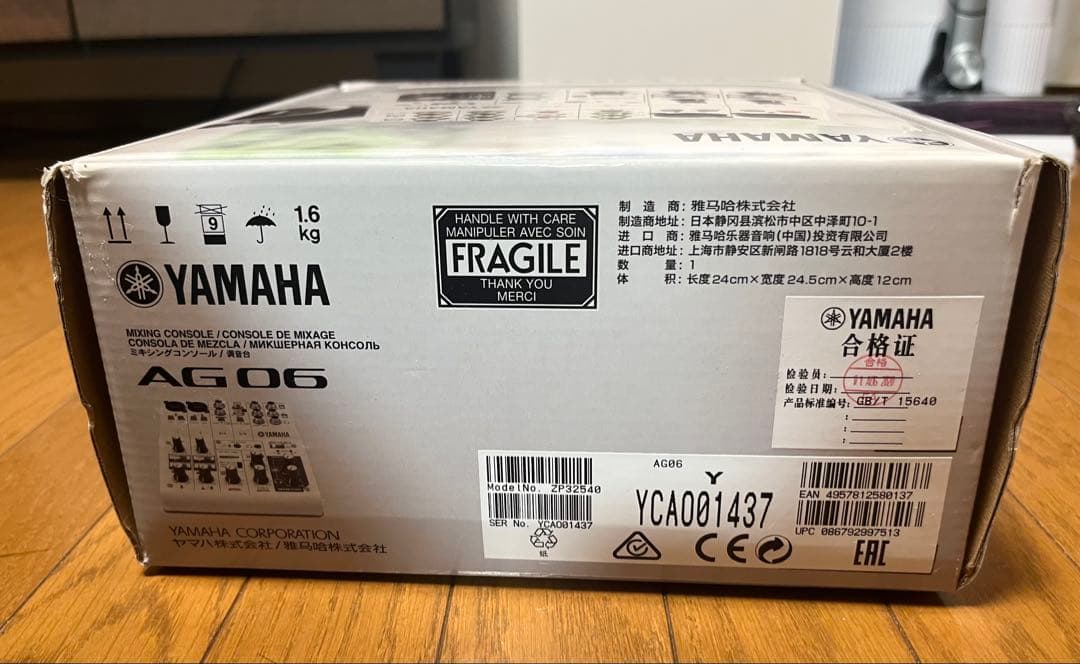 YAMAHA
9
1.6
kg
YAMAHA
MIXING CONSOLE / CONSOLE DE MIXAGE
CONSOLA DE MEZCLA / МИКШЕРНАЯ КОНСОЛЬ
ミキシングコンソール / 调音台
AG 06
YAMAHA
YAMAHA CORPORATION
ヤマハ株式会社 / 雅马哈株式会社
HANDLE WITH CARE
MANIPULER AVEC SOIN
FRAGILE
THANK YOU
MERCI
制 造 商: 雅马哈株式会社
制造商地址: 日本静冈县滨松市中区中泽町10-1
进 口 商: 雅马哈乐器音响(中国)投资有限公司
进口商地址: 上海市静安区新闸路1818号云和大厦2楼
数 量: 1
体 积: 长度24cm×宽度24.5cm×高度12cm
YAMAHA
合格证
合格
检验员:
检验日期:
产品标准编号: GB/T 15640
AG06
Y
ModelNo. ZP32540
YCA001437
SER No. YCA001437
纸
EAN 4957812580137
UPC 086792997513
CE
EAC